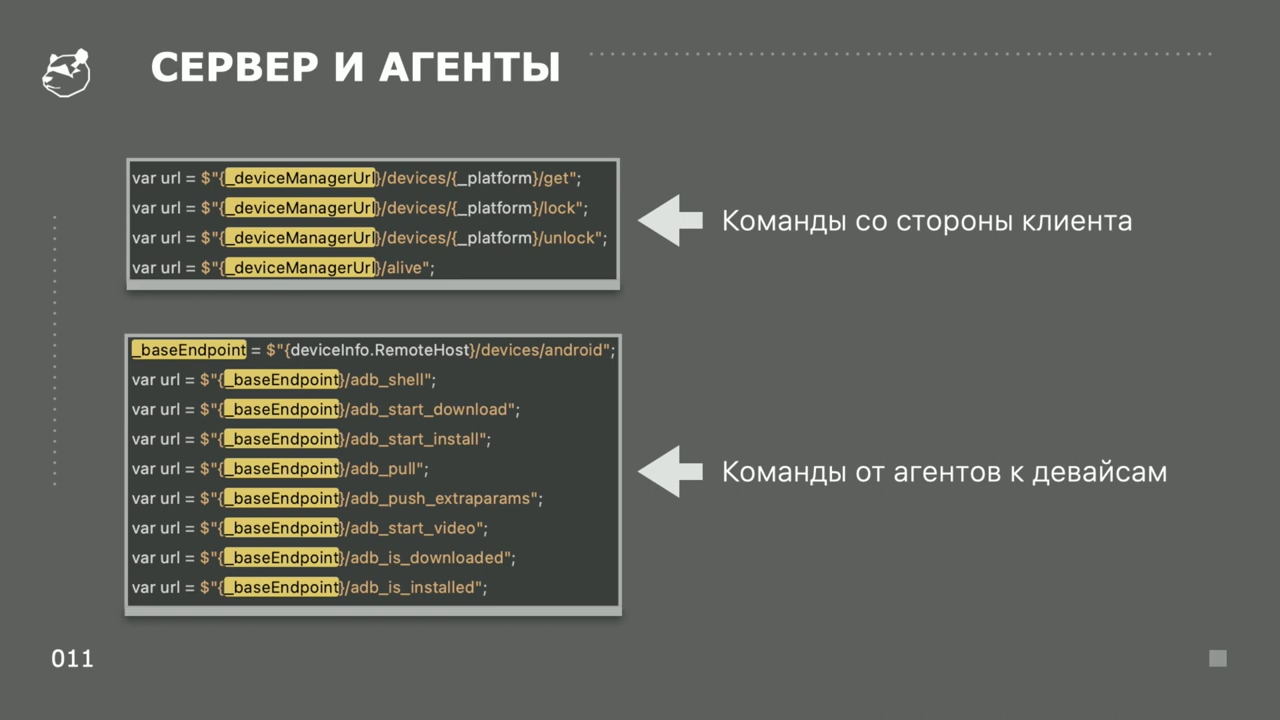 СЕРВЕР И АГЕНТЫ
var url = $"{_deviceManagerUrl}/devices/{_platform}/get";
var url = $"{_deviceManagerUrl}/devices/{_platform}/lock";
var url = $"{_deviceManagerUrl}/devices/{_platform}/unlock";
var url = $"{_deviceManagerUrl}/alive";
Команды со стороны клиента
_baseEndpoint = $"{deviceInfo.RemoteHost}/devices/android";
var url = $"{_baseEndpoint}/adb_shell";
var url = $"{_baseEndpoint}/adb_start_download";
var url = $"{_baseEndpoint}/adb_start_install";
var url = $"{_baseEndpoint}/adb_pull";
var url = $"{_baseEndpoint}/adb_push_extraparams";
var url = $"{_baseEndpoint}/adb_start_video";
var url = $"{_baseEndpoint}/adb_is_downloaded";
var url = $"{_baseEndpoint}/adb_is_installed";
Команды от агентов к девайсам
011